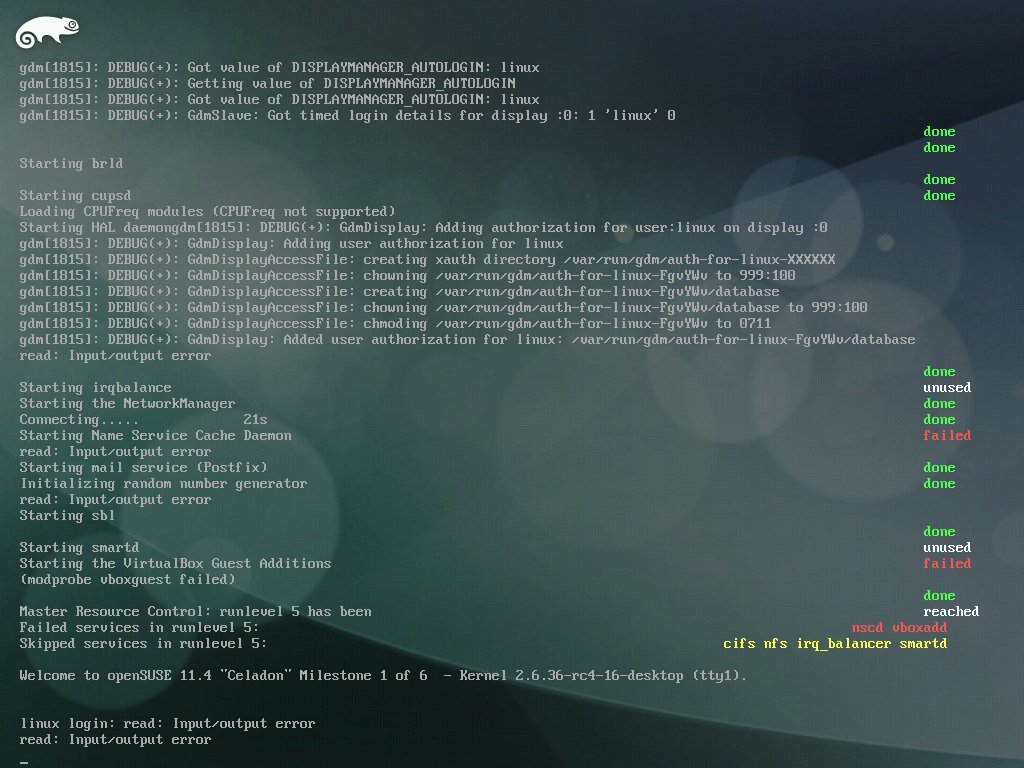 gdm[1815]: DEBUG(+): Got value of DISPLAYMANAGER_AUTOLOGIN: linux
gdm[1815]: DEBUG(+): Getting value of DISPLAYMANAGER_AUTOLOGIN
gdm[1815]: DEBUG(+): Got value of DISPLAYMANAGER_AUTOLOGIN: linux
gdm[1815]: DEBUG(+): GdmSlave: Got timed login details for display :0: 1 'linux' 0
done
done
Starting brld
done
Starting cupsd done
Loading CPUFreq modules (CPUFreq not supported)
Starting HAL daemongdm[1815]: DEBUG(+): GdmDisplay: Adding authorization for user:linux on display :0
gdm[1815]: DEBUG(+): GdmDisplay: Adding user authorization for linux
gdm[1815]: DEBUG(+): GdmDisplayAccessFile: creating xauth directory /var/run/gdm/auth-for-linux-XXXXXX
gdm[1815]: DEBUG(+): GdmDisplayAccessFile: chowning /var/run/gdm/auth-for-linux-FgvYWv to 999:100
gdm[1815]: DEBUG(+): GdmDisplayAccessFile: creating /var/run/gdm/auth-for-linux-FgvYWv/database
gdm[1815]: DEBUG(+): GdmDisplayAccessFile: chowning /var/run/gdm/auth-for-linux-FgvYWv/database to 999:100
gdm[1815]: DEBUG(+): GdmDisplayAccessFile: chmoding /var/run/gdm/auth-for-linux-FgvYWv to 0711
gdm[1815]: DEBUG(+): GdmDisplay: Added user authorization for linux: /var/run/gdm/auth-for-linux-FgvYWv/database
read: Input/output error
done
Starting irqbalance unused
Starting the NetworkManager done
Connecting..... 21s done
Starting Name Service Cache Daemon failed
read: Input/output error
Starting mail service (Postfix) done
Initializing random number generator done
read: Input/output error
Starting sbl
done
Starting smartd unused
Starting the VirtualBox Guest Additions failed
(modprobe vboxguest failed)
done
Master Resource Control: runlevel 5 has been reached
Failed services in runlevel 5: nscd vboxadd
Skipped services in runlevel 5: cifs nfs irq_balancer smartd
Welcome to openSUSE 11.4 "Celadon" Milestone 1 of 6  - Kernel 2.6.36-rc4-16-desktop (tty1).
linux login: read: Input/output error
read: Input/output error
_